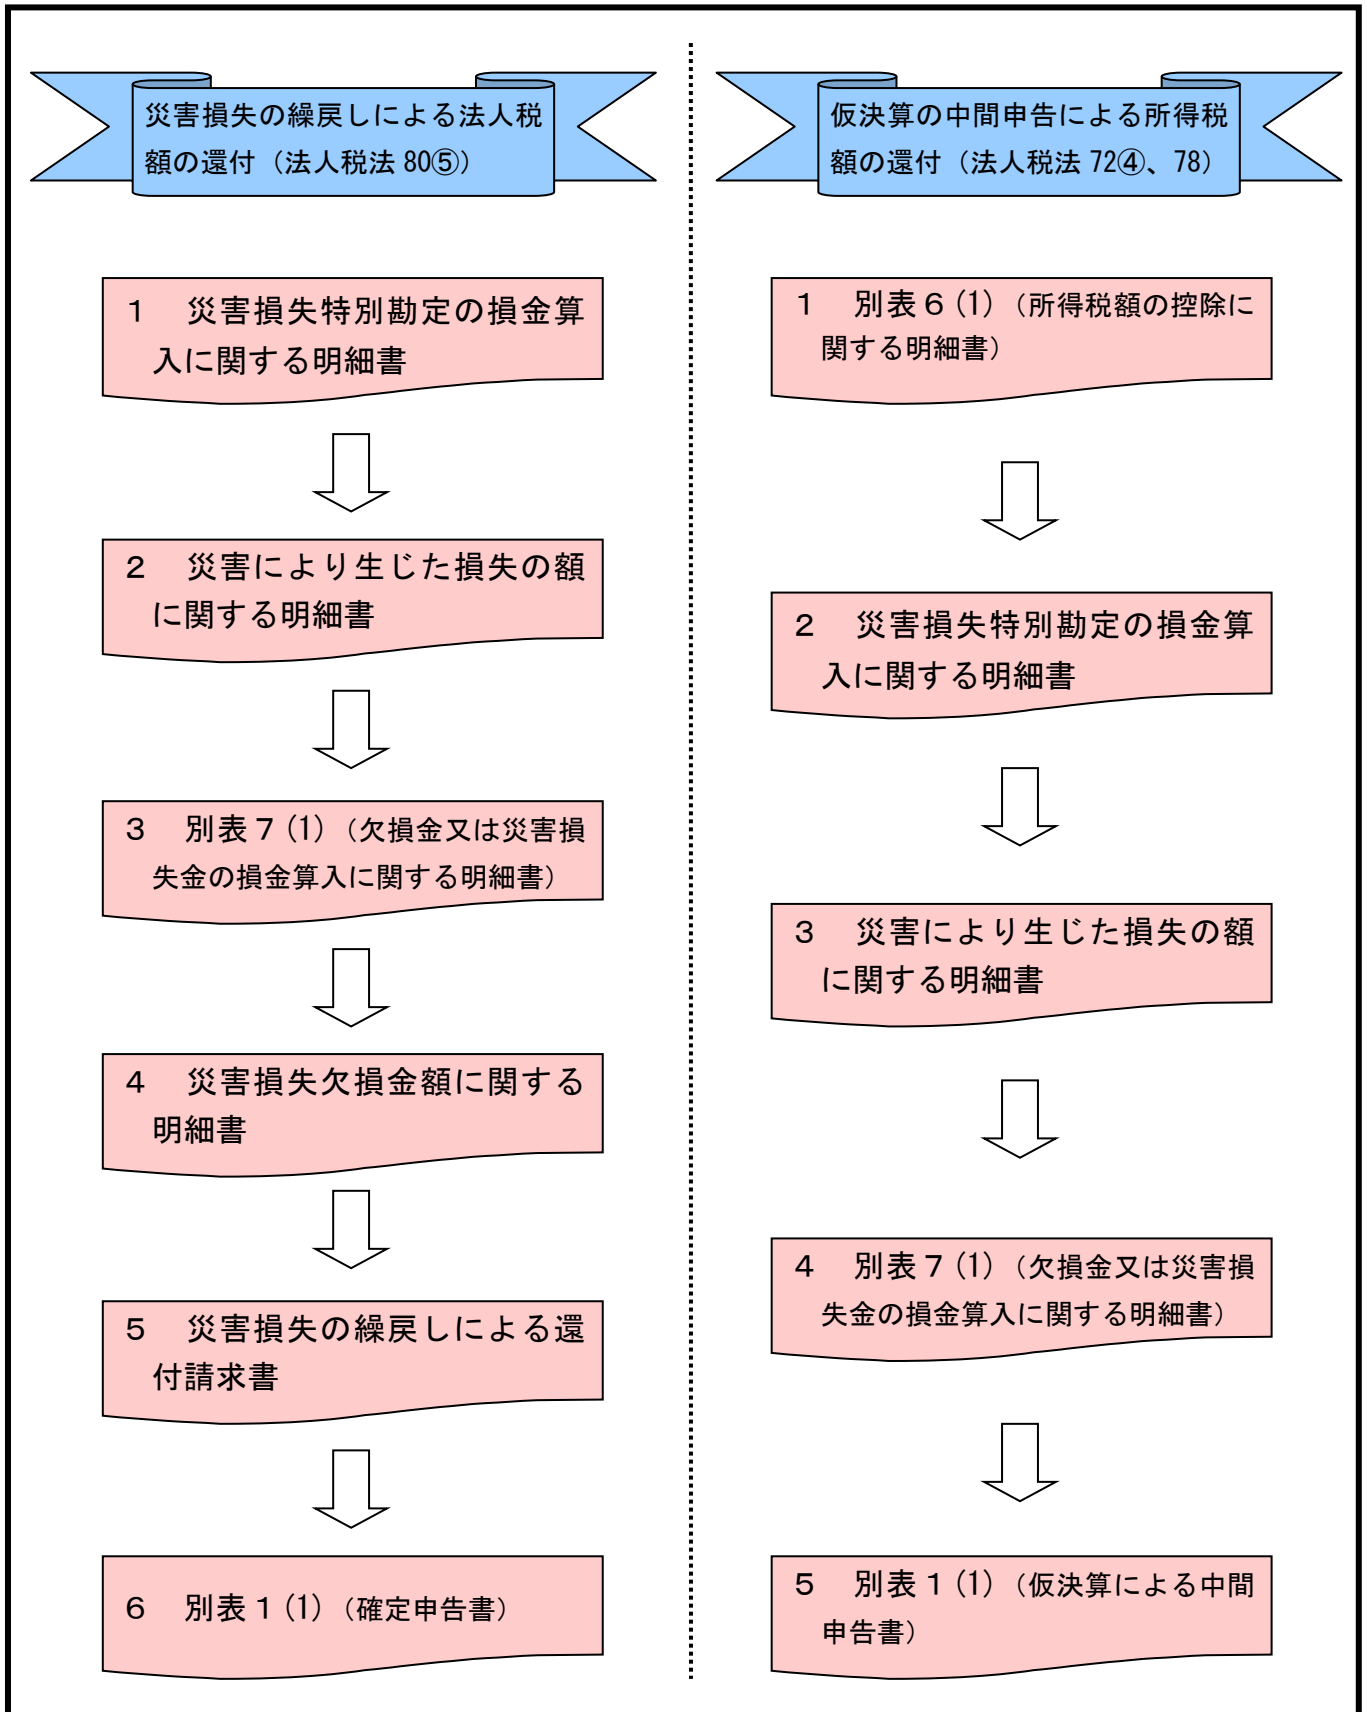 災害損失の繰戻しによる法人税
額の還付（法人税法 80⑤）
1 災害損失特別勘定の損金算
入に関する明細書
2 災害により生じた損失の額
に関する明細書
3 別表７(1)（欠損金又は災害損
失金の損金算入に関する明細書）
4 災害損失欠損金額に関する
明細書
5 災害損失の繰戻しによる還
付請求書
6 別表１(1)（確定申告書）
仮決算の中間申告による所得税
額の還付（法人税法 72④、78）
1 別表６(1)（所得税額の控除に
関する明細書）
2 災害損失特別勘定の損金算
入に関する明細書
3 災害により生じた損失の額
に関する明細書
4 別表７(1)（欠損金又は災害損
失金の損金算入に関する明細書）
5 別表１(1)（仮決算による中間
申告書）